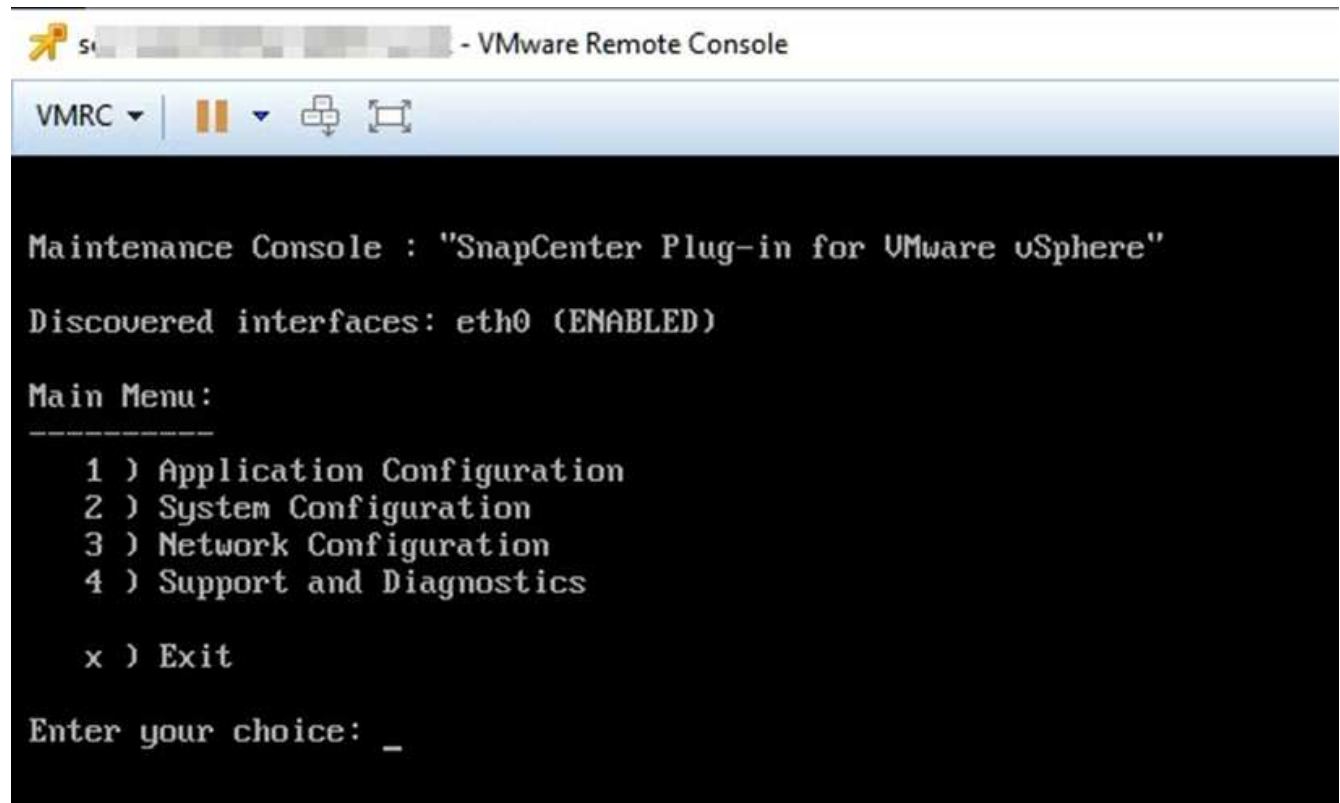 - VMware Remote Console
VMRC
Maintenance Console : "SnapCenter Plug-in for VMware vSphere"
Discovered interfaces: eth0 (ENABLED)
Main Menu:
----------
1 ) Application Configuration
2 ) System Configuration
3 ) Network Configuration
4 ) Support and Diagnostics
x ) Exit
Enter your choice: _